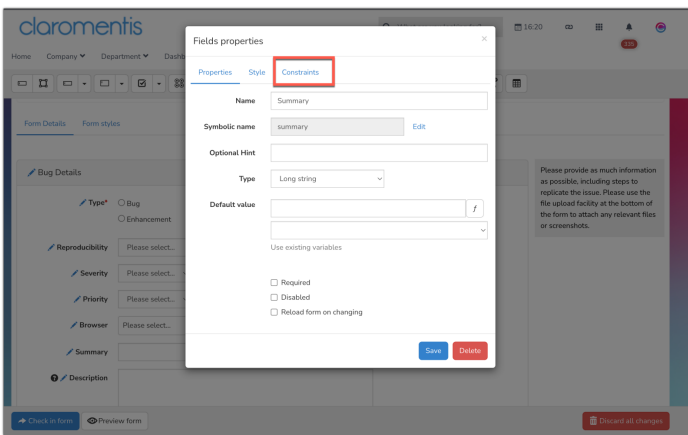 claromentis
16:20
Home Company Department
379
Fields properties
×
Properties Style Constraints
Name Summary
Symbolic name summary Edit
Optional Hint
Type Long string
Default value
f
Use existing variables
Required
Disabled
Reload form on changing
Save Delete
Form Details Form styles
Bug Details
Type* Bug
Enhancement
Reproducibility Please select...
Severity Please select...
Priority Please select...
Browser Please select...
Summary
Description
Please provide as much information
as possible, including steps to
replicate the issue. Please use the
file upload facility at the bottom of
the form to attach any relevant files
or screenshots.
Check in form Preview form Discard all changes